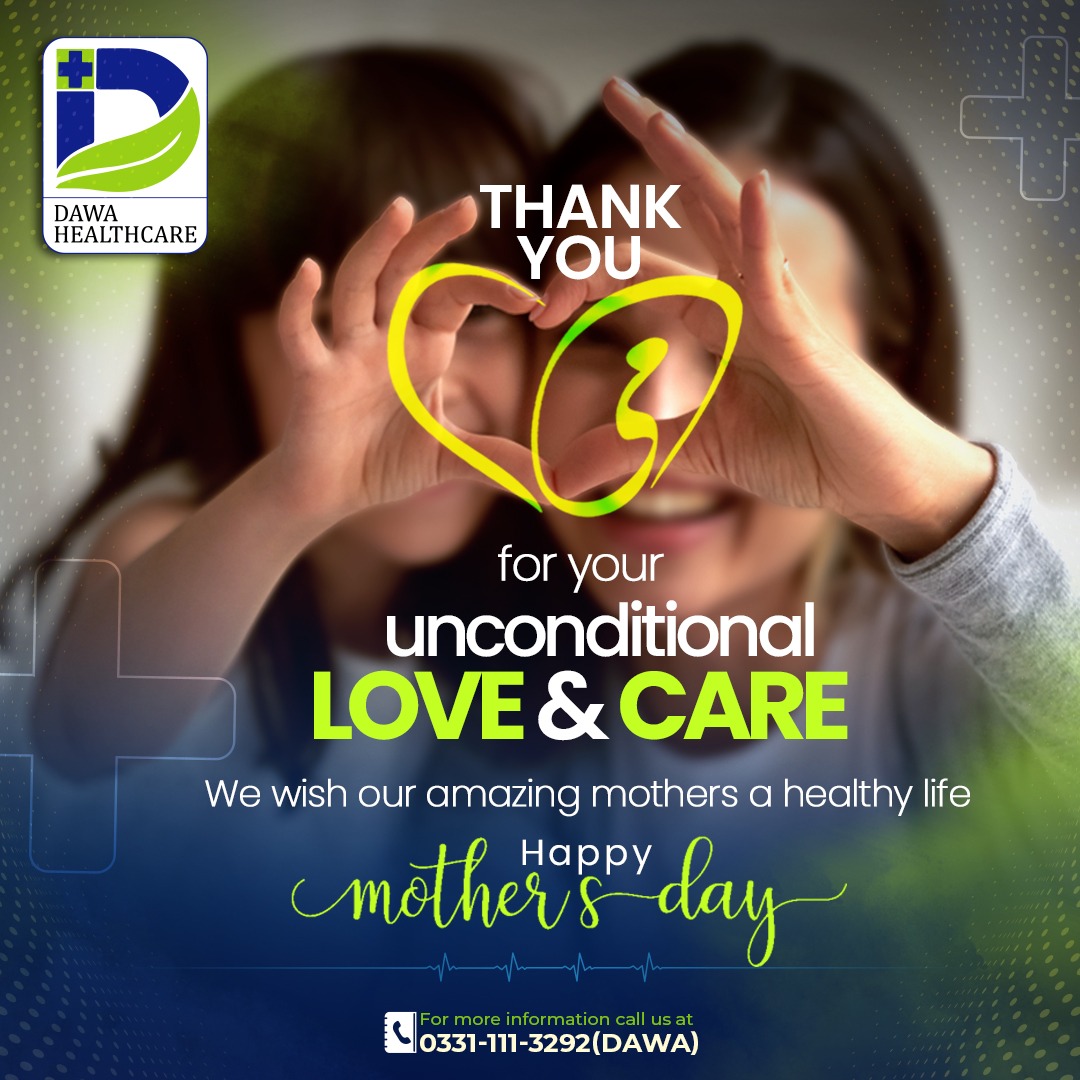 DAWA
HEALTHCARE
THANK
YOU
for your
unconditional
LOVE & CARE
We wish our amazing mothers a healthy life
Happy
mother's day
For more information call us at
0331-111-3292(DAWA)